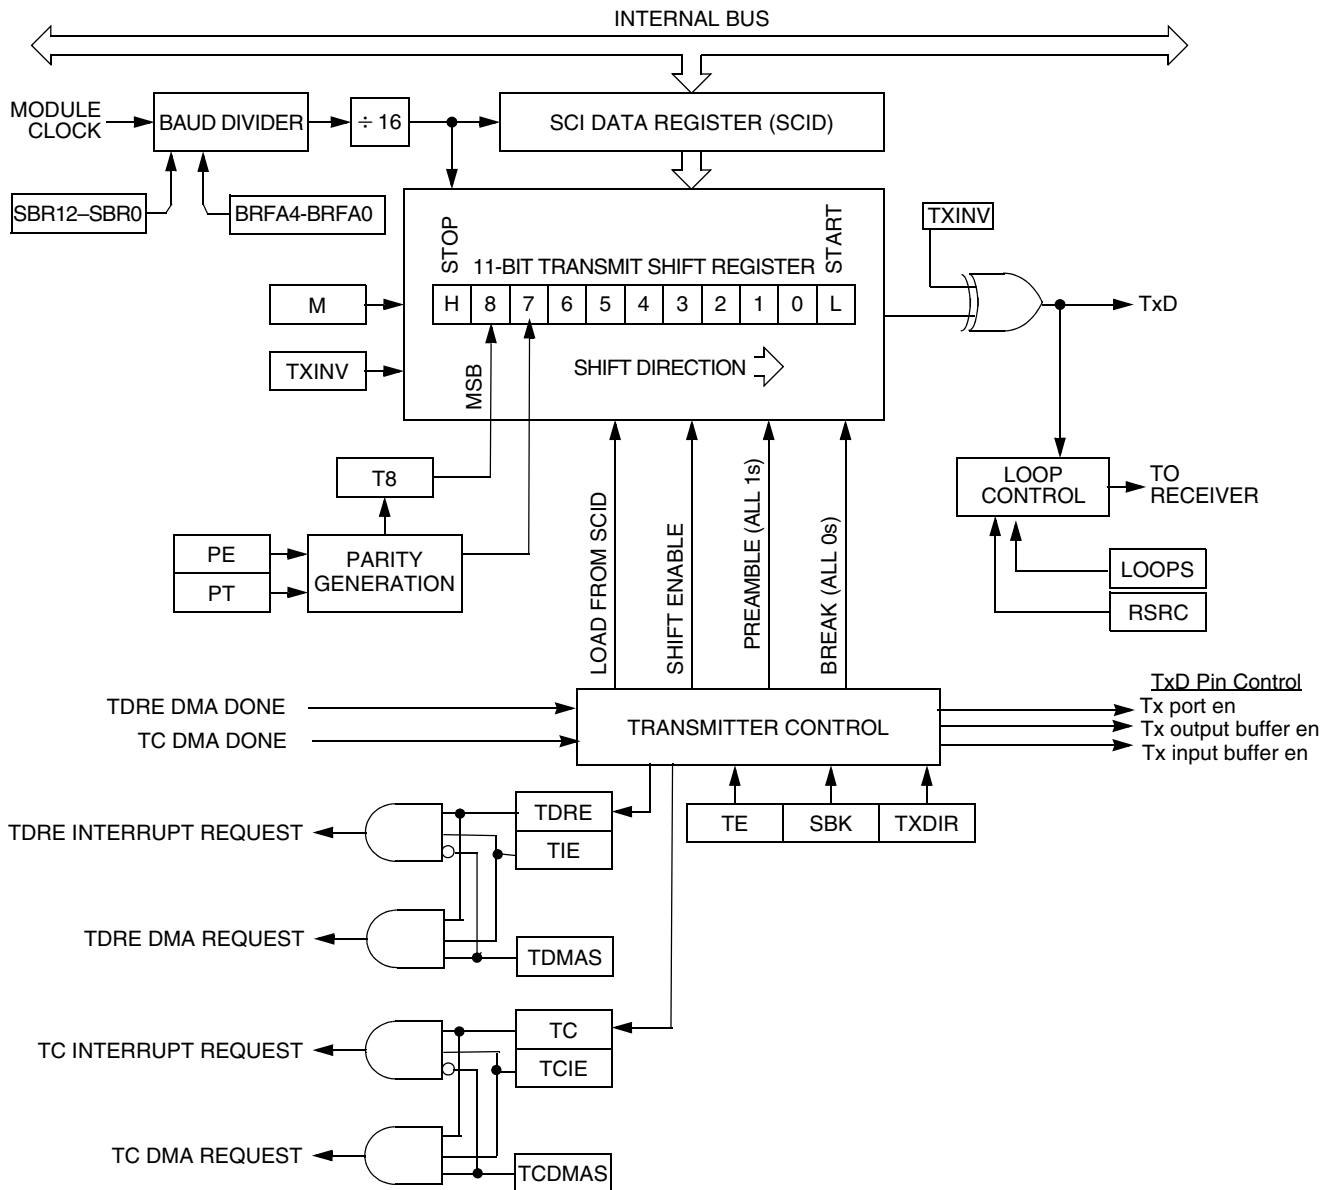 INTERNAL BUS
MODULE
CLOCK
BAUD DIVIDER
÷ 16
SCI DATA REGISTER (SCID)
SBR12–SBR0
BRFA4-BRFA0
TXINV
STOP
START
11-BIT TRANSMIT SHIFT REGISTER
M
H 8 7 6 5 4 3 2 1 0 L
TxD
TXINV
MSB
SHIFT DIRECTION
T8
LOOP
CONTROL
TO
RECEIVER
PE
PT
PARITY
GENERATION
LOAD FROM SCID
SHIFT ENABLE
PREAMBLE (ALL 1s)
BREAK (ALL 0s)
LOOPS
RSRC
TDRE DMA DONE
TC DMA DONE
TRANSMITTER CONTROL
TxD Pin Control
Tx port en
Tx output buffer en
Tx input buffer en
TE
SBK
TXDIR
TDRE INTERRUPT REQUEST
TDRE
TIE
TDRE DMA REQUEST
TDMAS
TC INTERRUPT REQUEST
TC
TCIE
TC DMA REQUEST
TCDMAS